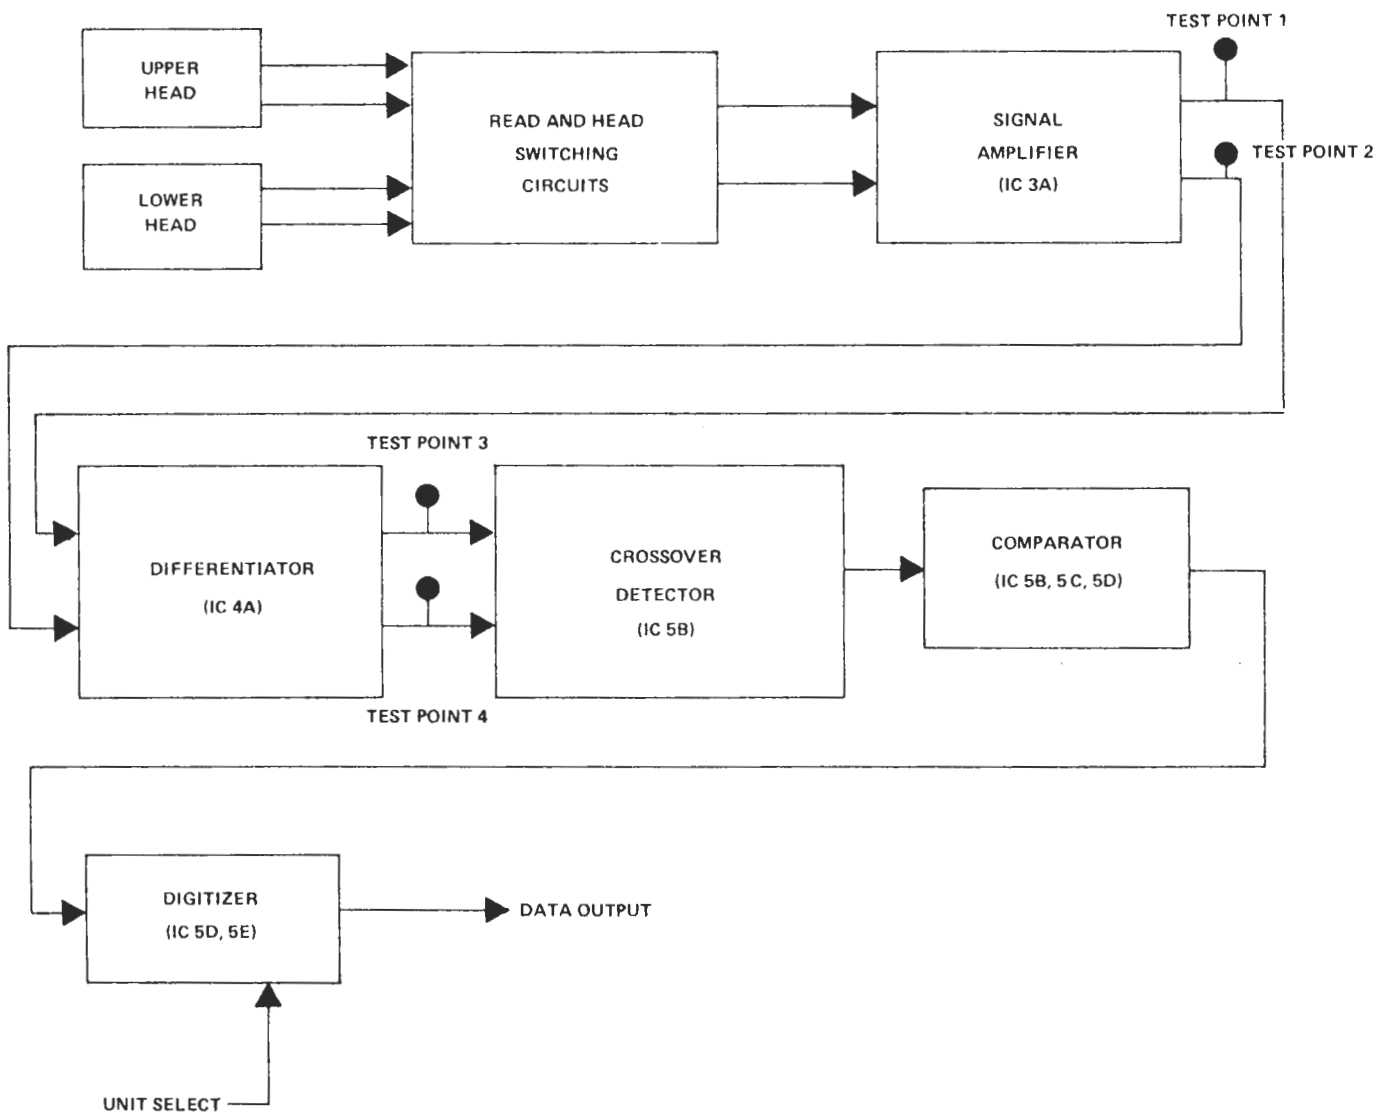 TEST POINT 1
UPPER
HEAD
READ AND HEAD
SWITCHING
CIRCUITS
SIGNAL
AMPLIFIER
(IC 3A)
TEST POINT 2
LOWER
HEAD
TEST POINT 3
DIFFERENTIATOR
(IC 4A)
CROSSOVER
DETECTOR
(IC 5B)
COMPARATOR
(IC 5B, 5C, 5D)
TEST POINT 4
DIGITIZER
(IC 5D, 5E)
DATA OUTPUT
UNIT SELECT